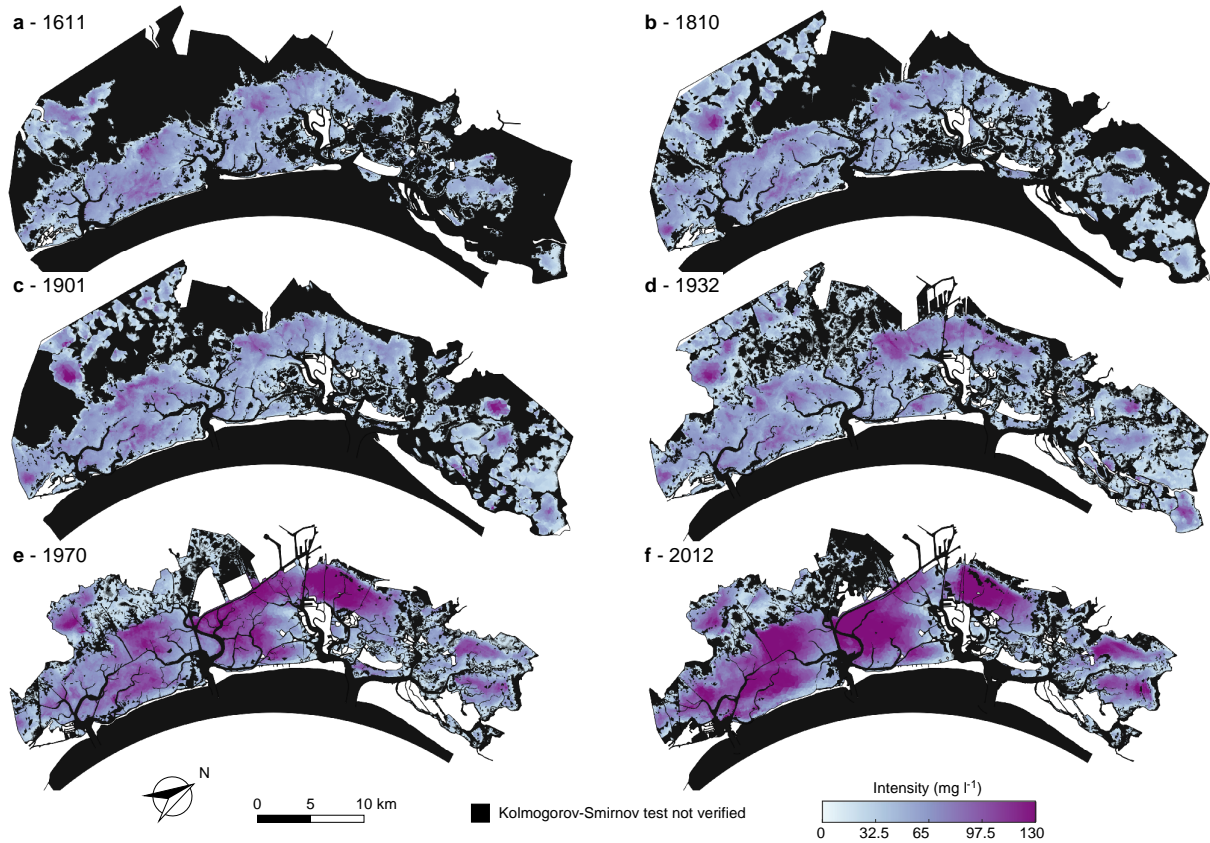 a - 1611
b - 1810
c - 1901
d - 1932
e - 1970
f - 2012
N
0 5 10 km
Kolmogorov-Smirnov test not verified
Intensity (mg l-1)
0 32.5 65 97.5 130